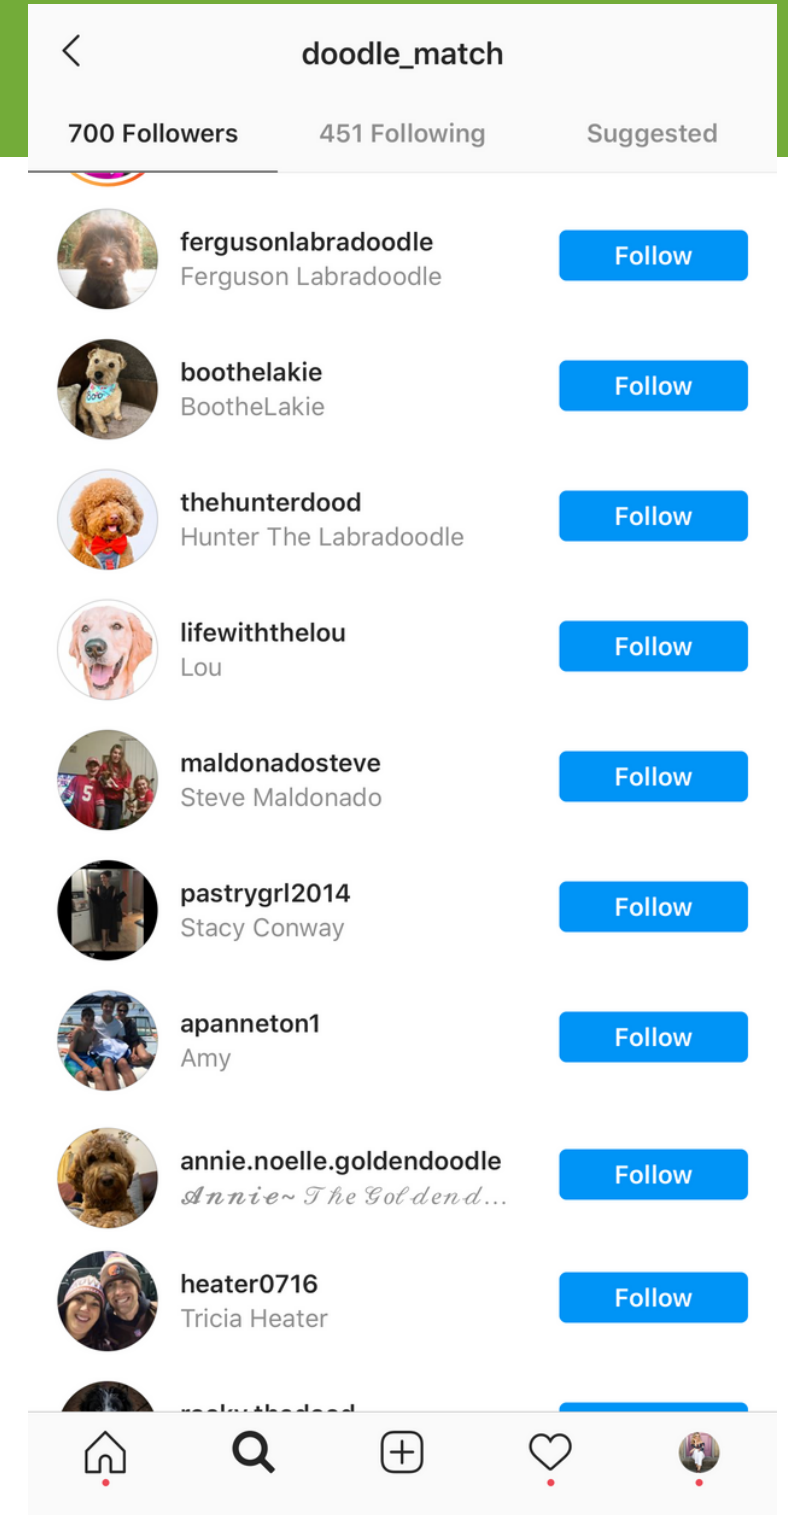 doodle_match
700 Followers 451 Following Suggested
fergusonlabradoodle
Ferguson Labradoodle
Follow
boothelakie
BootheLakie
Follow
thehunterdood
Hunter The Labradoodle
Follow
lifewiththelou
Lou
Follow
maldonadosteve
Steve Maldonado
Follow
pastrygrl2014
Stacy Conway
Follow
apanneton1
Amy
Follow
annie.noelle.goldendoodle
𝓐𝓷𝓷𝓲𝓮~ 𝒯𝒽𝑒 𝒢𝑜𝓁𝒹𝑒𝓃𝒹...
Follow
heater0716
Tricia Heater
Follow